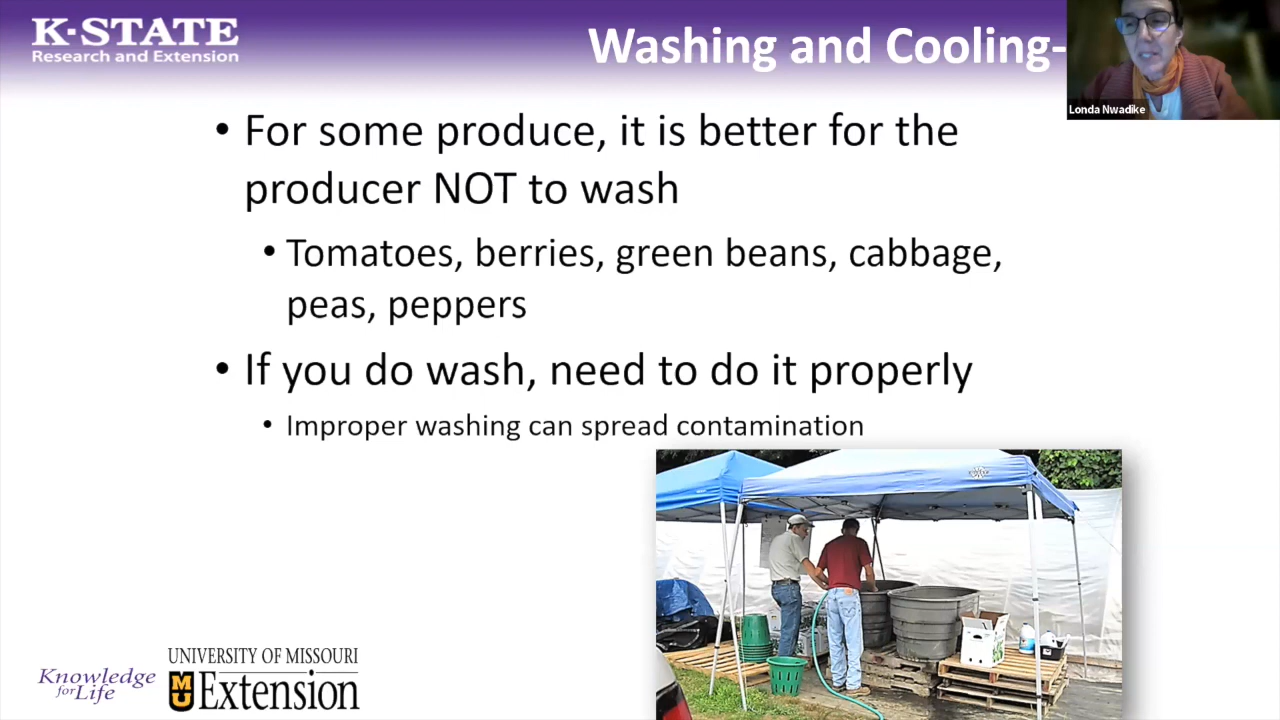 K-STATE
Research and Extension
Washing and Cooling-
Londa Nwadike
• For some produce, it is better for the
producer NOT to wash
• Tomatoes, berries, green beans, cabbage,
peas, peppers
• If you do wash, need to do it properly
• Improper washing can spread contamination
Knowledge
for Life
UNIVERSITY OF MISSOURI
MU Extension